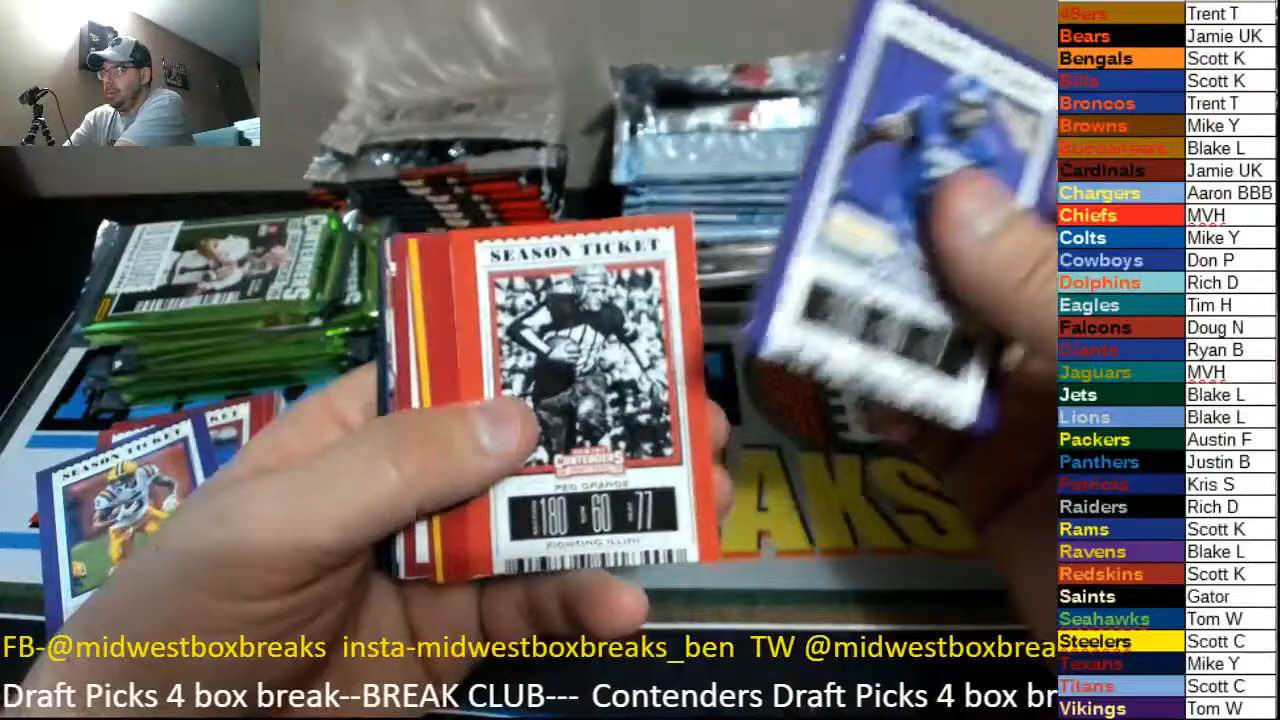 SEASON TICKET
CONTENDERS
RED GRANGE
180 60 77
FIGHTING ILLINI
SEASON TICKET
AKS
FB-@midwestboxbreaks insta-midwestboxbreaks_ben TW @midwestboxbrea
Draft Picks 4 box break--BREAK CLUB--- Contenders Draft Picks 4 box br
49ers Trent T
Bears Jamie UK
Bengals Scott K
Bills Scott K
Broncos Trent T
Browns Mike Y
Buccaneers Blake L
Cardinals Jamie UK
Chargers Aaron BBB
Chiefs MVH
Colts Mike Y
Cowboys Don P
Dolphins Rich D
Eagles Tim H
Falcons Doug N
Giants Ryan B
Jaguars MVH
Jets Blake L
Lions Blake L
Packers Austin F
Panthers Justin B
Patriots Kris S
Raiders Rich D
Rams Scott K
Ravens Blake L
Redskins Scott K
Saints Gator
Seahawks Tom W
Steelers Scott C
Texans Mike Y
Titans Scott C
Vikings Tom W